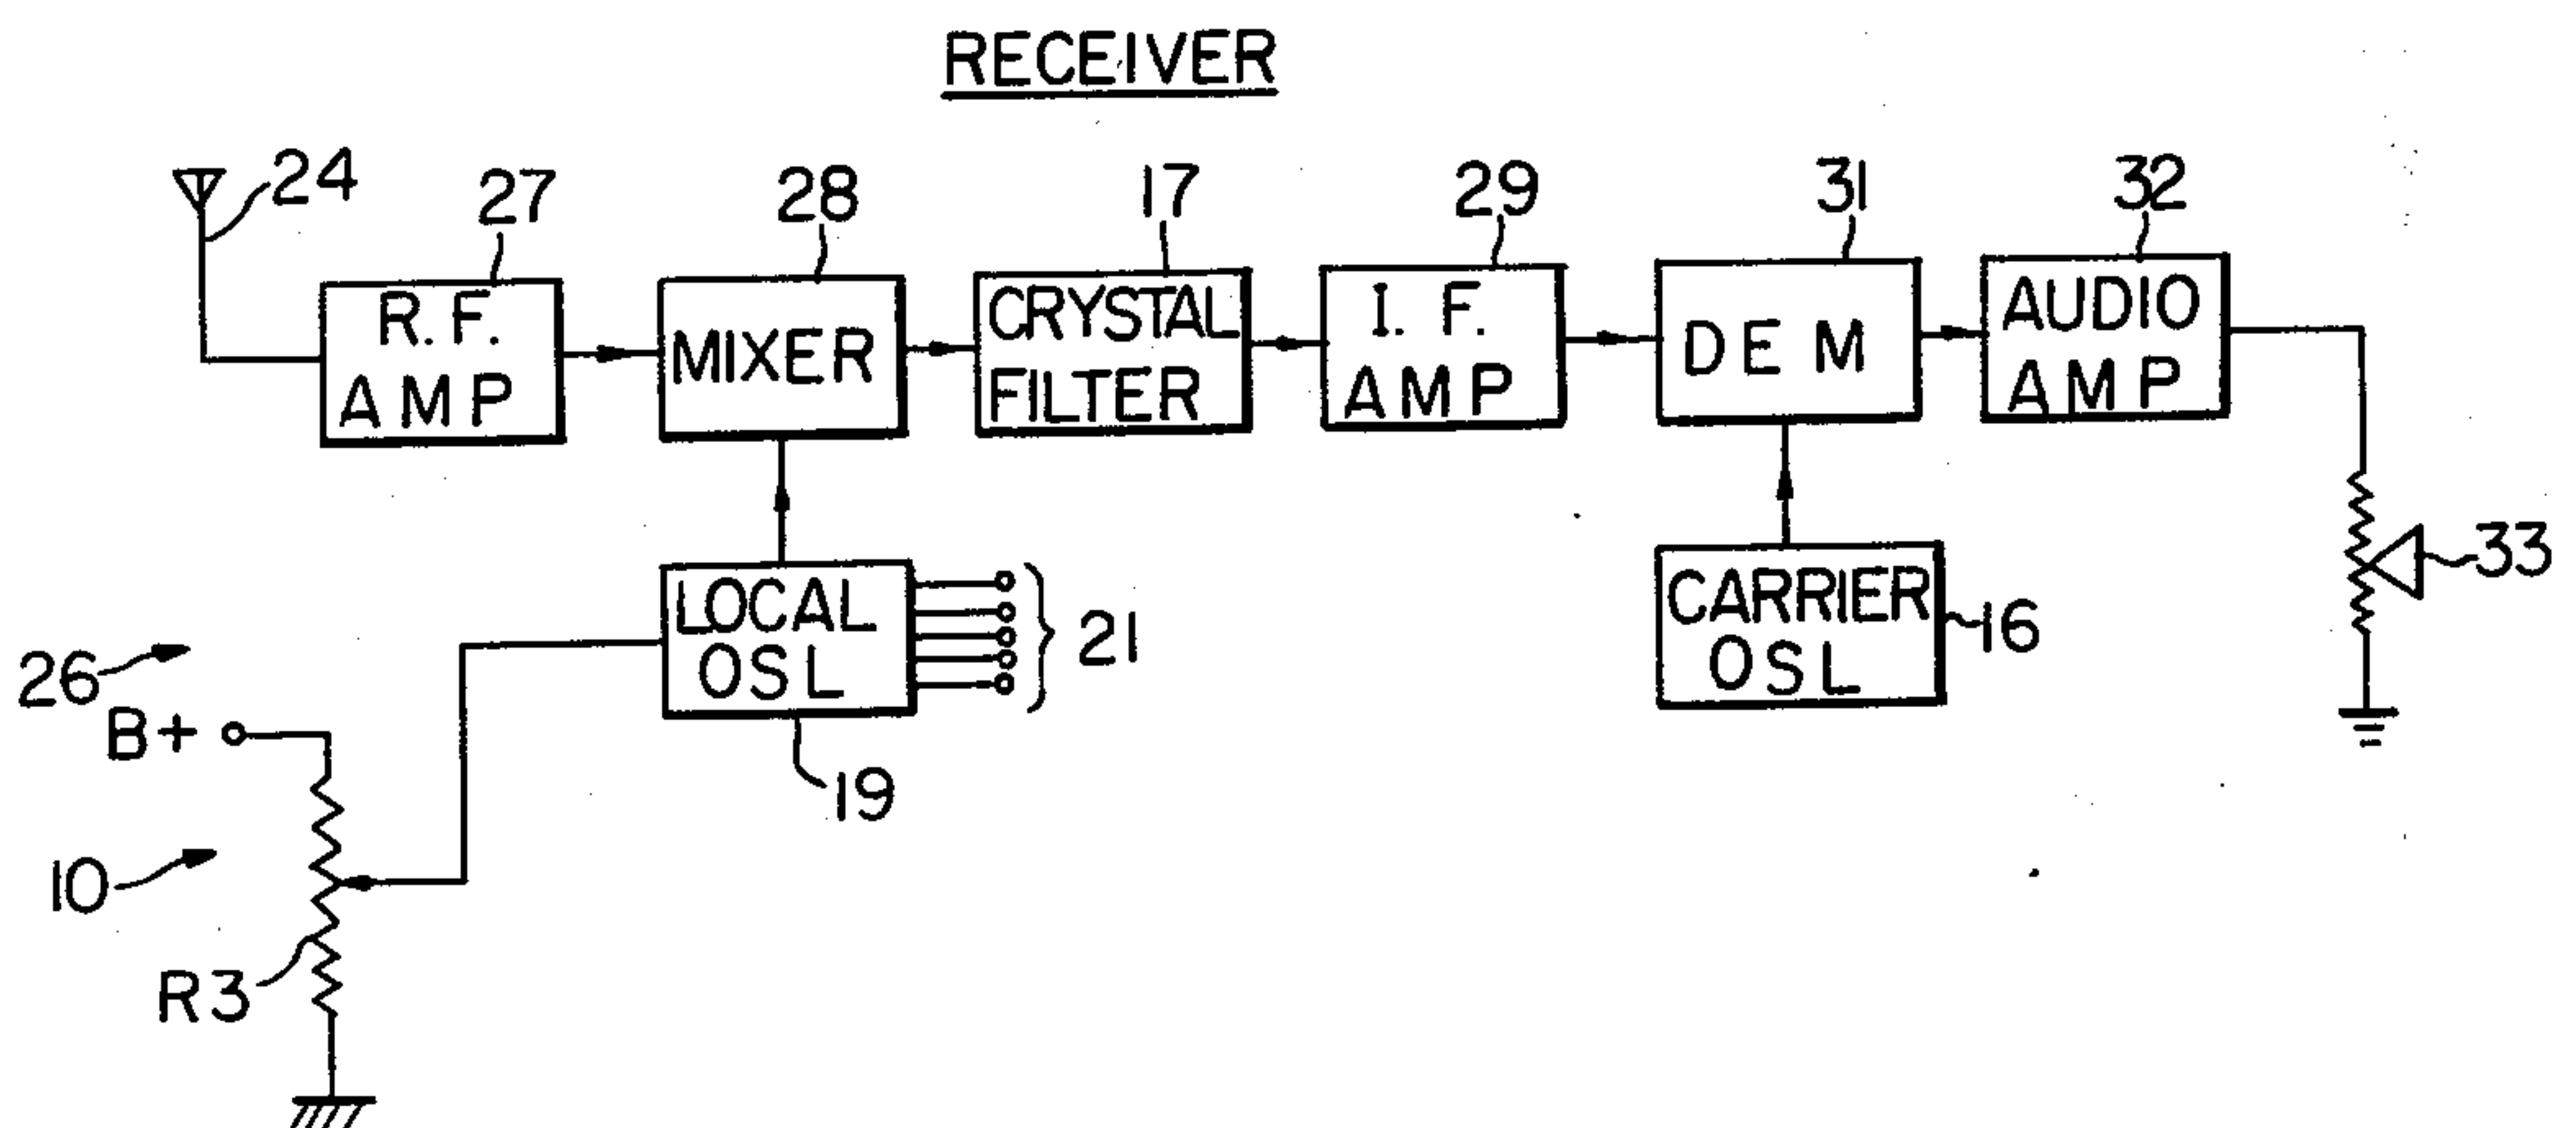 RECEIVER
24
27
28
17
29
31
32
R.F.
AMP
MIXER
CRYSTAL
FILTER
I. F.
AMP
DEM
AUDIO
AMP
33
LOCAL
OSL
21
CARRIER
OSL
16
26
B+
19
10
R3